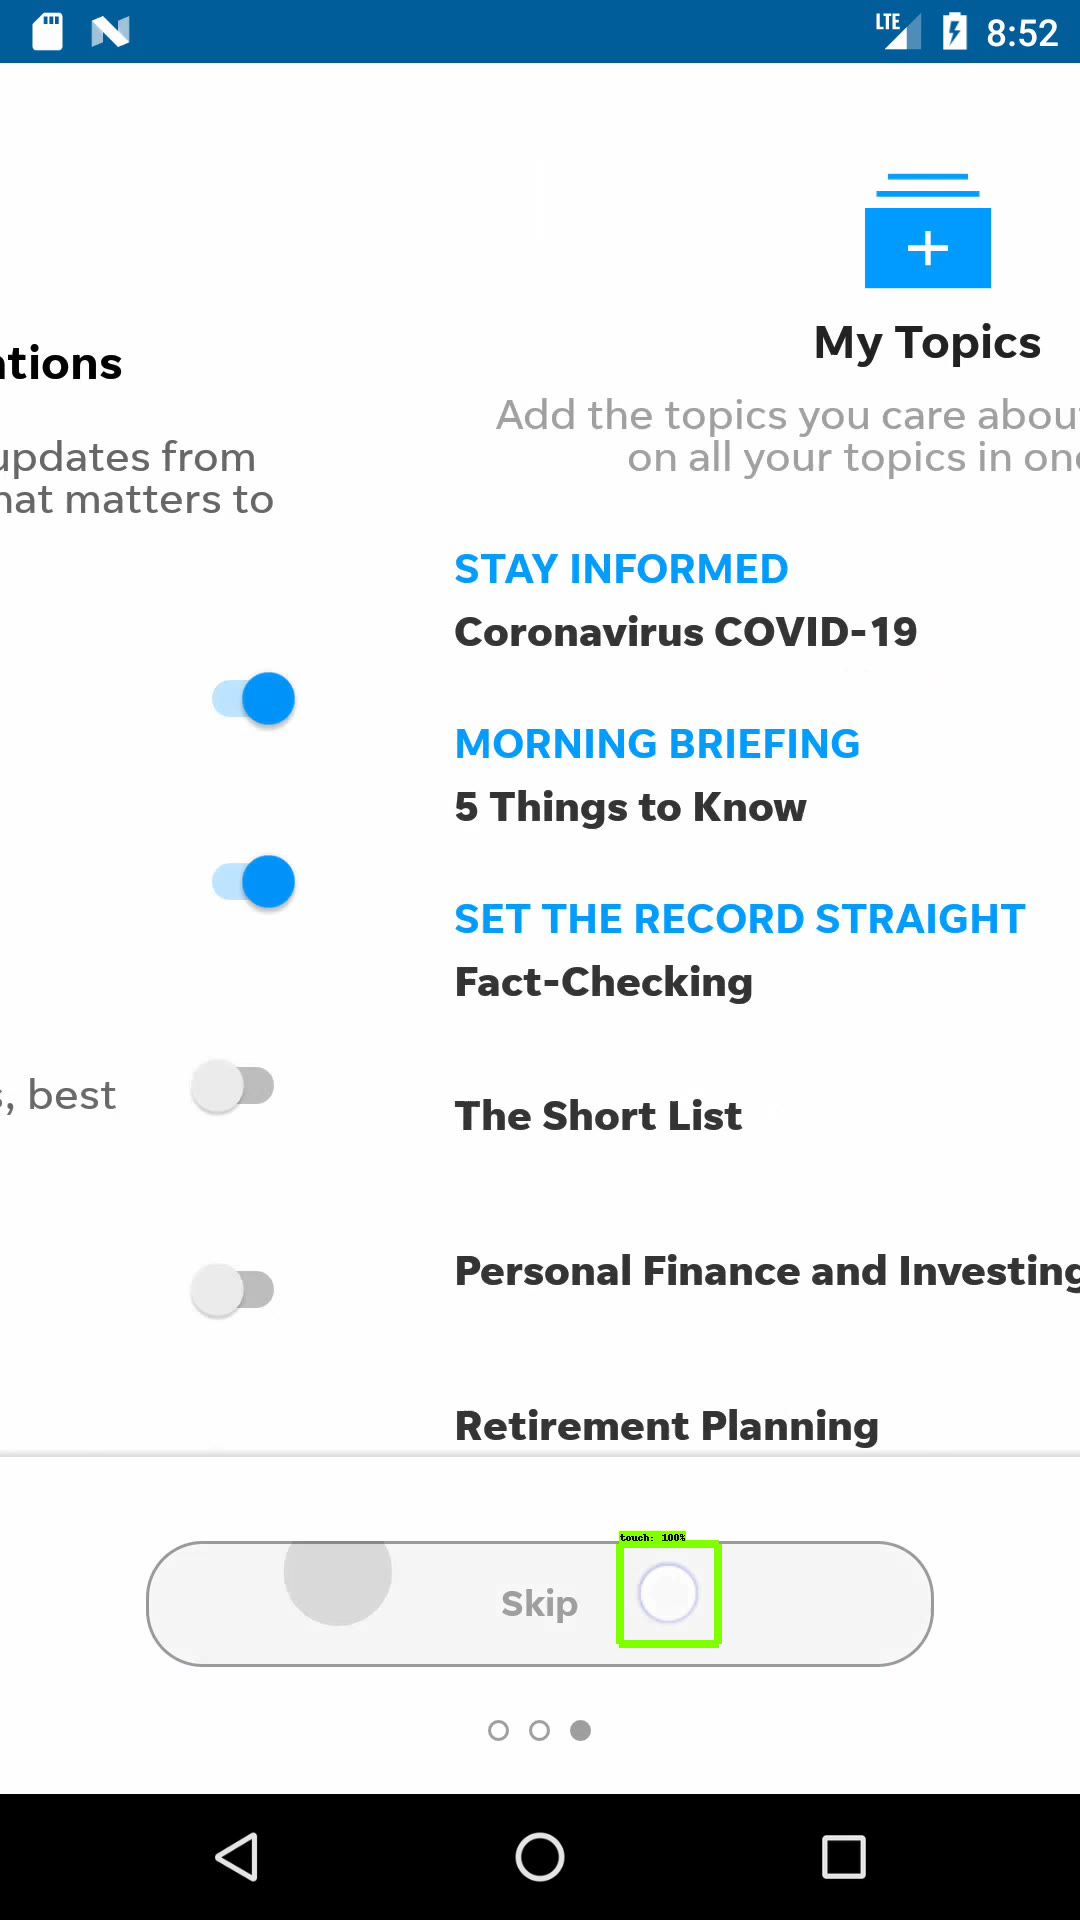 LTE 8:52
My Topics
ations
Add the topics you care abou
updates from
on all your topics in one
hat matters to
STAY INFORMED
Coronavirus COVID-19
MORNING BRIEFING
5 Things to Know
SET THE RECORD STRAIGHT
Fact-Checking
s, best
The Short List
Personal Finance and Investing
Retirement Planning
touch: 100%
Skip